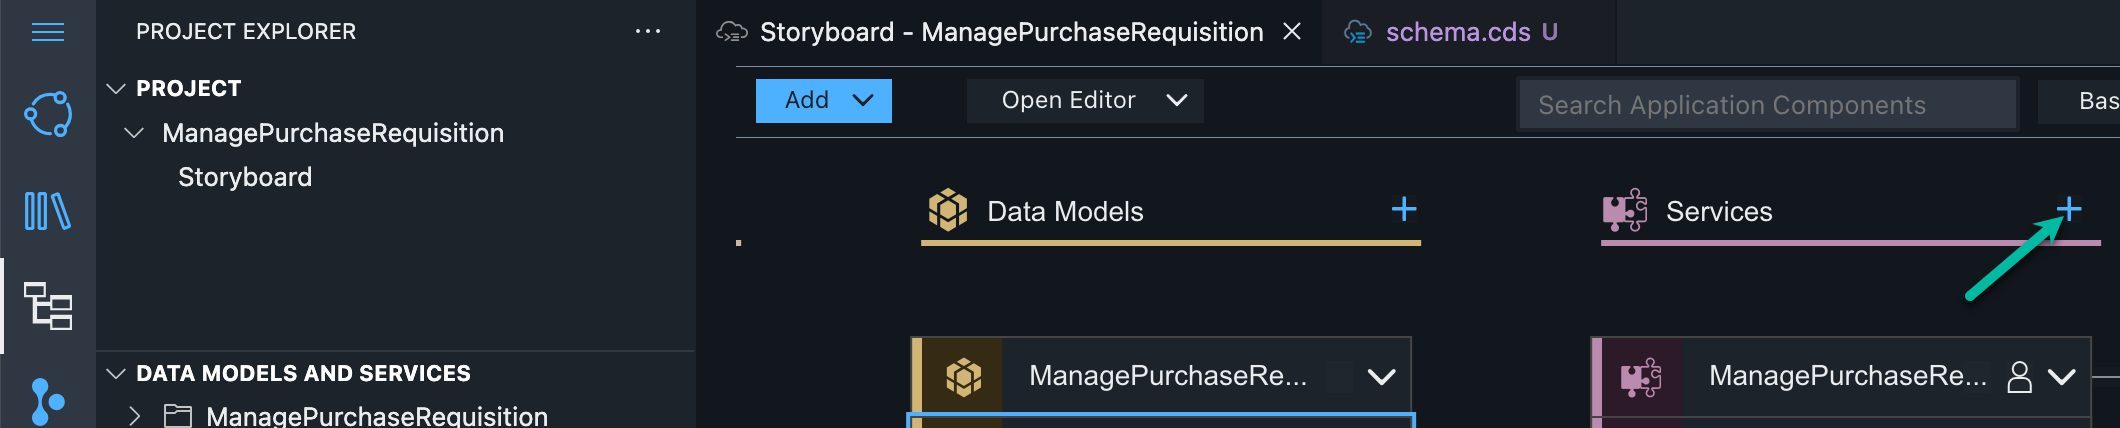 PROJECT EXPLORER
PROJECT
ManagePurchaseRequisition
Storyboard
DATA MODELS AND SERVICES
ManagePurchaseRequisition
Storyboard - ManagePurchaseRequisition
schema.cds U
Add
Open Editor
Search Application Components
Bas
Data Models
Services
ManagePurchaseRe...
ManagePurchaseRe...